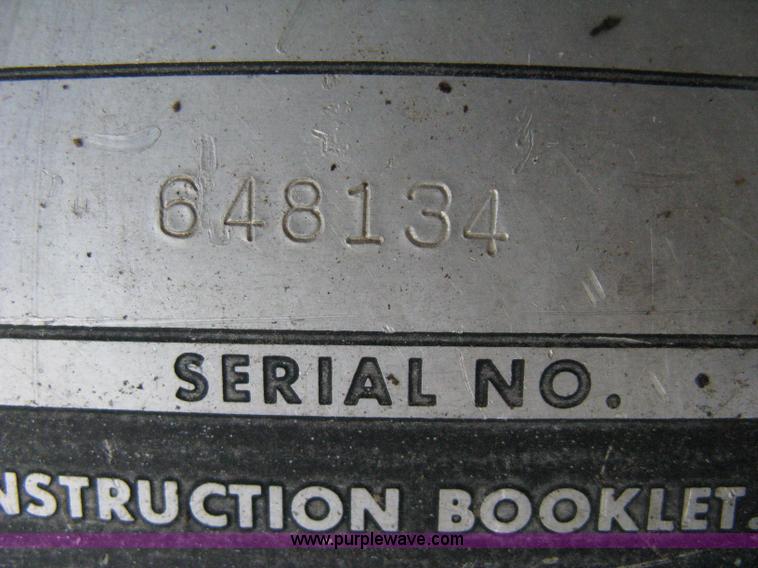 648134
SERIAL NO.
NSTRUCTION BOOKLET.
www.purplewave.com